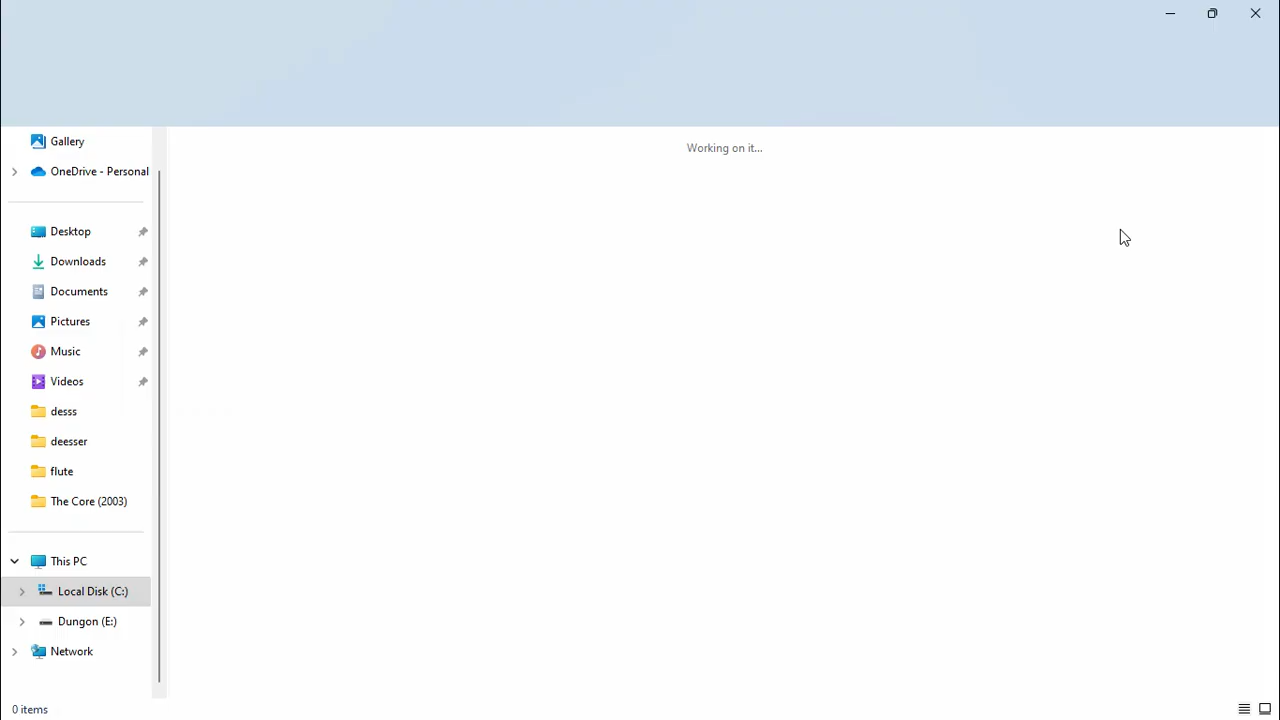 Gallery
OneDrive - Personal
Working on it...
Desktop
Downloads
Documents
Pictures
Music
Videos
desss
deesser
flute
The Core (2003)
This PC
Local Disk (C:)
Dungon (E:)
Network
0 items